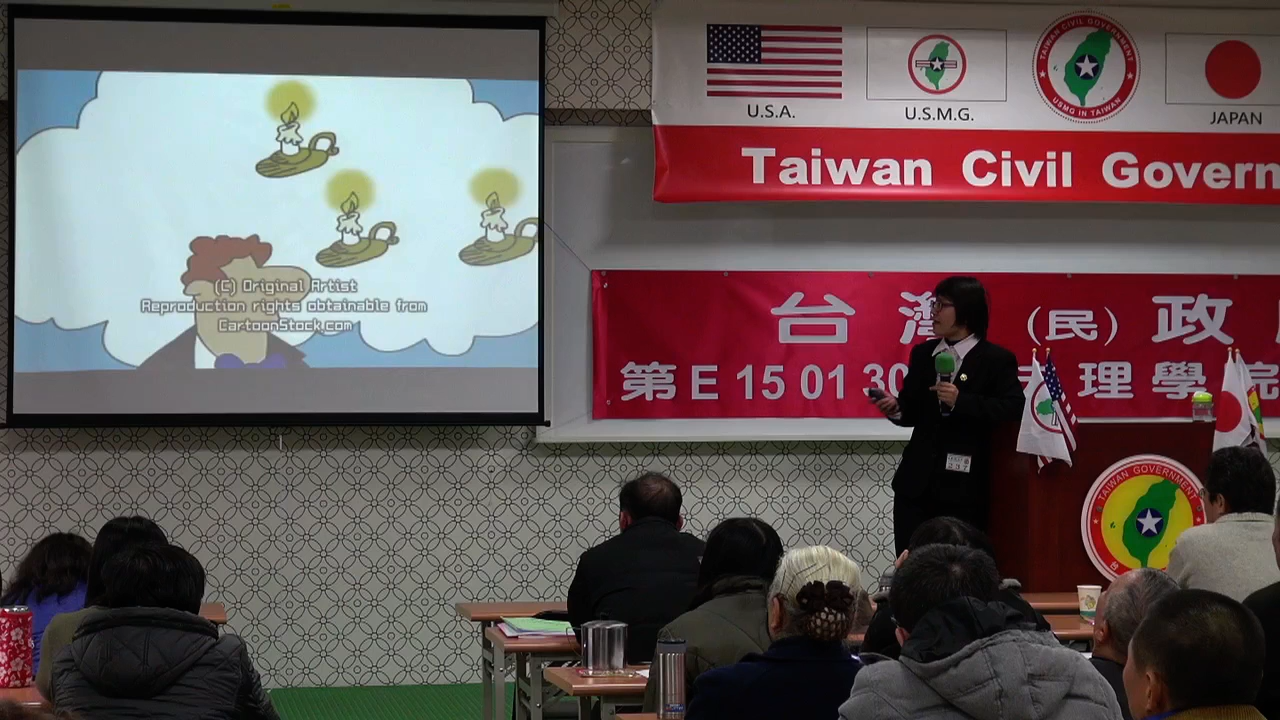 (C) Original Artist
Reproduction rights obtainable from
CartoonStock.com
U.S.A.
U.S.M.G.
TAIWAN CIVIL GOVERNMENT
USMG IN TAIWAN
JAPAN
Taiwan Civil Govern
台灣(民)政
第E 15 01 30 理學院
TAIWAN GOVERNMENT